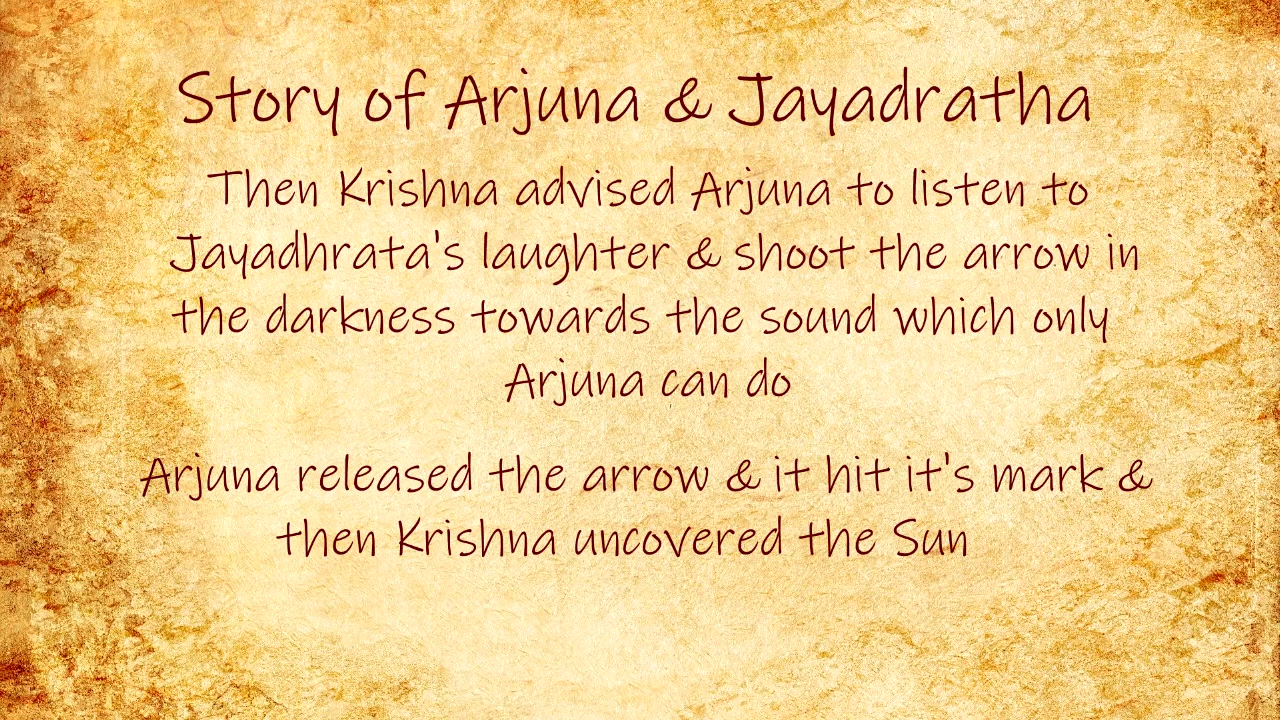 Story of Arjuna & Jayadratha
Then Krishna advised Arjuna to listen to
Jayadhrata's laughter & shoot the arrow in
the darkness towards the sound which only
Arjuna can do
Arjuna released the arrow & it hit it's mark &
then Krishna uncovered the Sun